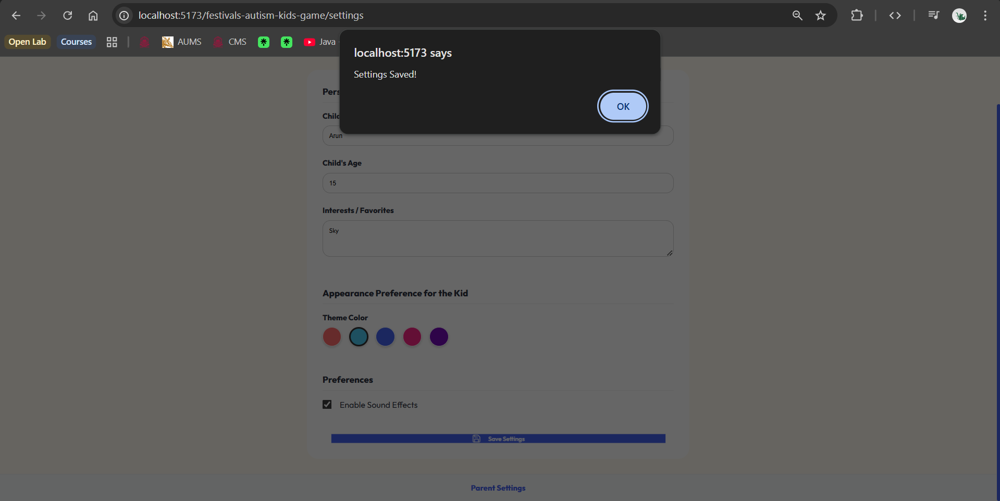 localhost:5173/festivals-autism-kids-game/settings
Open Lab
Courses
AUMS
CMS
Java
localhost:5173 says
Settings Saved!
OK
Arun
Child's Age
15
Interests / Favorites
Sky
Appearance Preference for the Kid
Theme Color
Preferences
Enable Sound Effects
Save Settings
Parent Settings